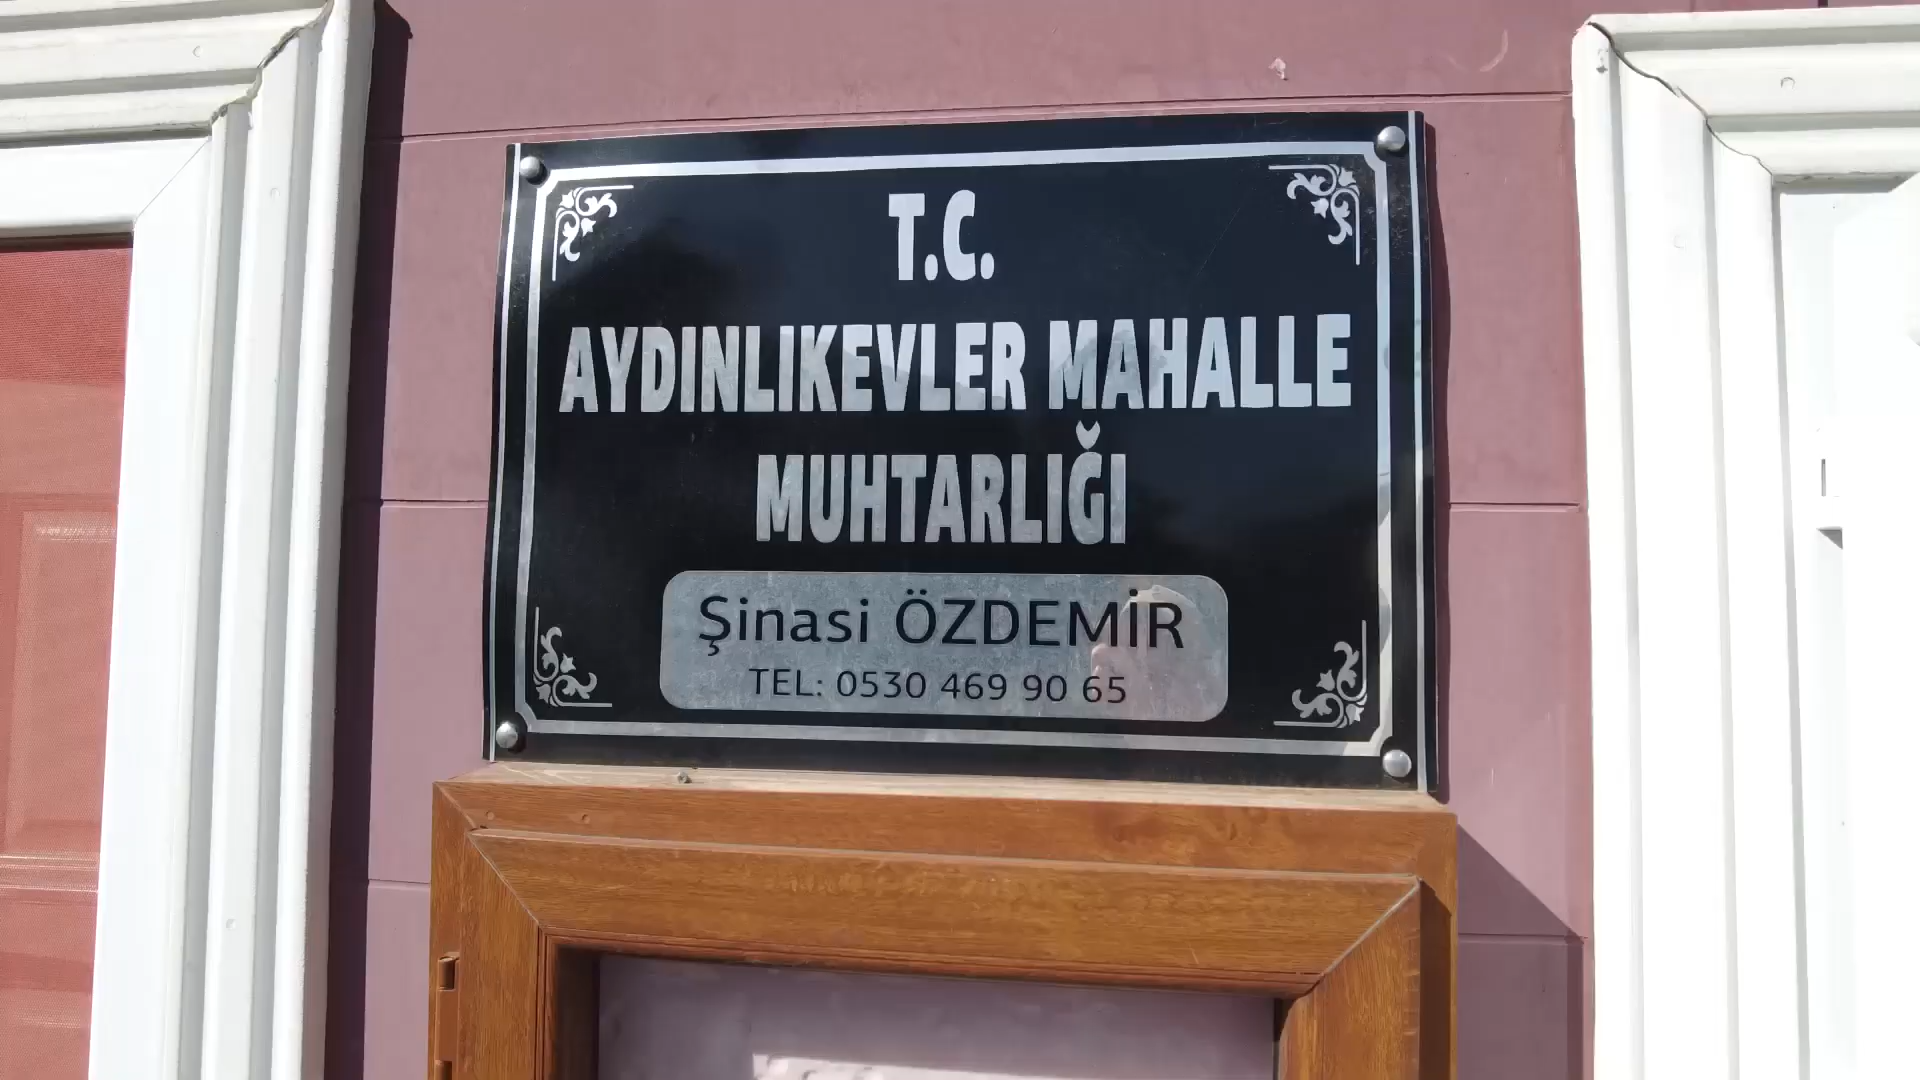 T.C.
AYDINLIKEVLER MAHALLE
MUHTARLIĞI
Şinasi ÖZDEMİR
TEL: 0530 469 90 65